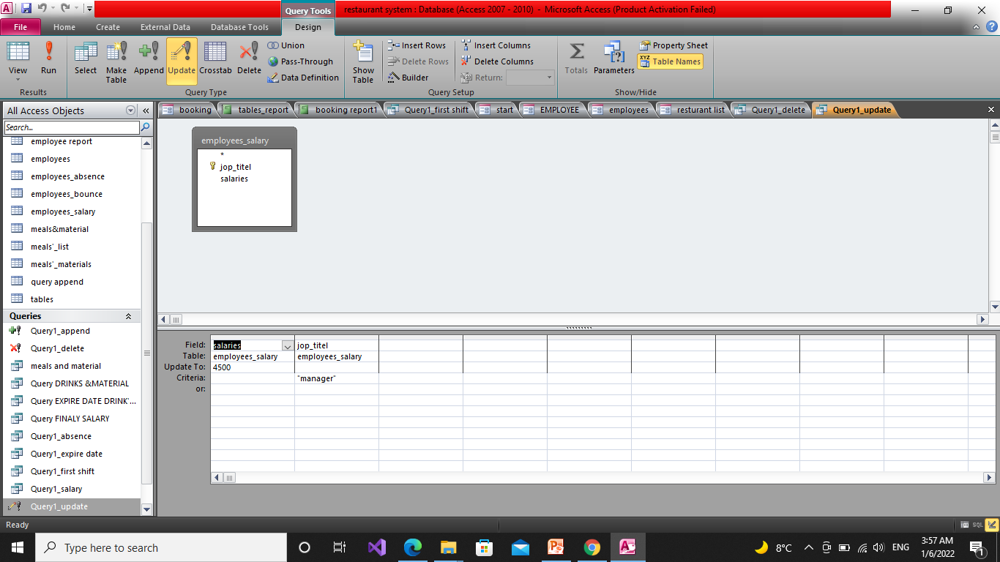 Query Tools
restaurant system : Database (Access 2007 - 2010) - Microsoft Access (Product Activation Failed)
File Home Create External Data Database Tools Design
View Run Select Make Table Append Update Crosstab Delete
Union
Pass-Through
Data Definition
Show Table
Insert Rows
Delete Rows
Builder
Insert Columns
Delete Columns
Return:
Totals Parameters
Property Sheet
XYZ Table Names
Results Query Type Query Setup Show/Hide
All Access Objects
Search...
employee report
employees
employees_absence
employees_bounce
employees_salary
meals&material
meals'_list
meals'_materials
query append
tables
Queries
Query1_append
Query1_delete
meals and material
Query DRINKS &MATERIAL
Query EXPIRE DATE DRINK'...
Query FINALY SALARY
Query1_absence
Query1_expire date
Query1_first shift
Query1_salary
Query1_update
booking tables_report booking report1 Query1_first shift start EMPLOYEE employees resturant list Query1_delete Query1_update
employees_salary
*
jop_titel
salaries
Field: salaries jop_titel
Table: employees_salary employees_salary
Update To: 4500
Criteria: "manager"
or:
Ready
SQL
Type here to search
8°C
ENG
3:57 AM
1/6/2022
1